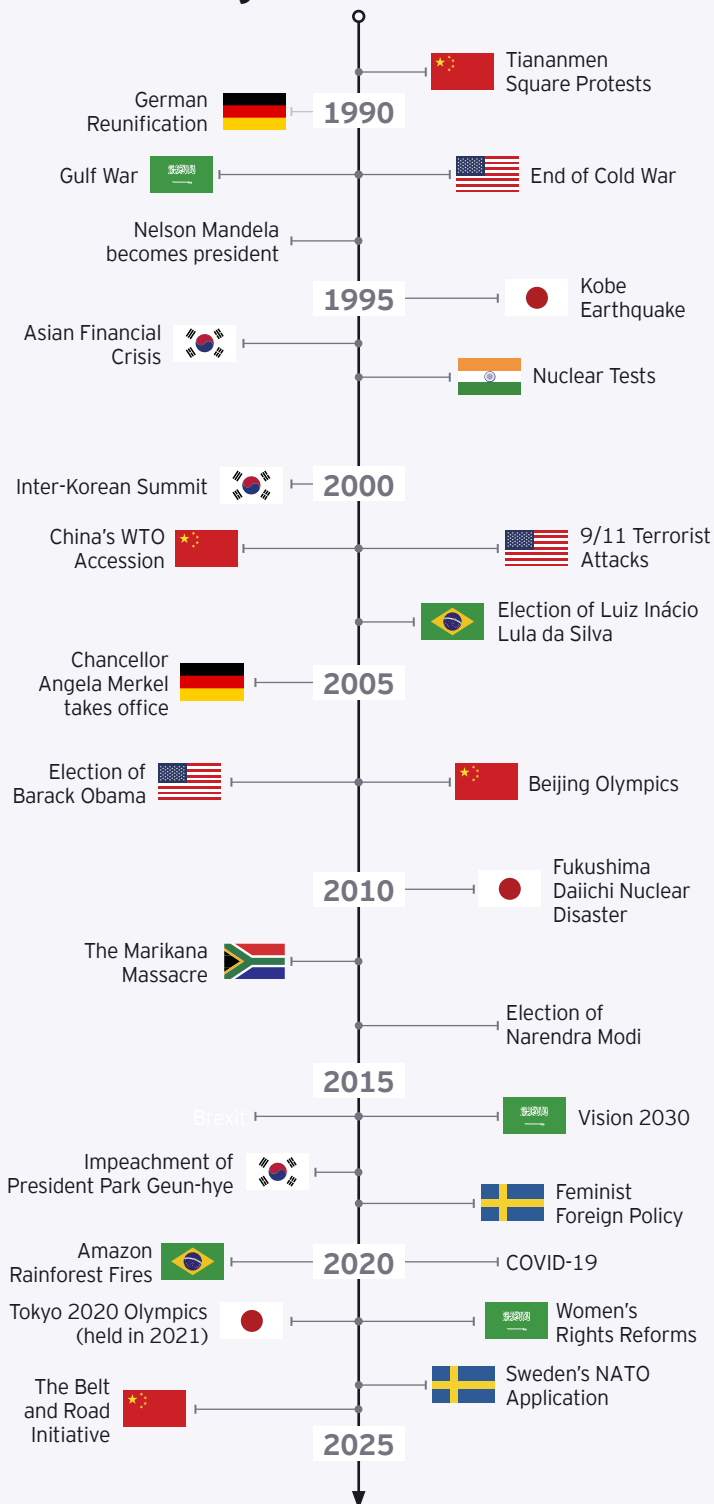 Tiananmen
Square Protests
German
Reunification
1990
Gulf War
End of Cold War
Nelson Mandela
becomes president
1995
Kobe
Earthquake
Asian Financial
Crisis
Nuclear Tests
Inter-Korean Summit
2000
China’s WTO
Accession
9/11 Terrorist
Attacks
Election of Luiz Inácio
Lula da Silva
Chancellor
Angela Merkel
takes office
2005
Election of
Barack Obama
Beijing Olympics
2010
Fukushima
Daiichi Nuclear
Disaster
The Marikana
Massacre
Election of
Narendra Modi
2015
Brexit
Vision 2030
Impeachment of
President Park Geun-hye
Feminist
Foreign Policy
Amazon
Rainforest Fires
2020
COVID-19
Tokyo 2020 Olympics
(held in 2021)
Women’s
Rights Reforms
Sweden’s NATO
Application
The Belt
and Road
Initiative
2025